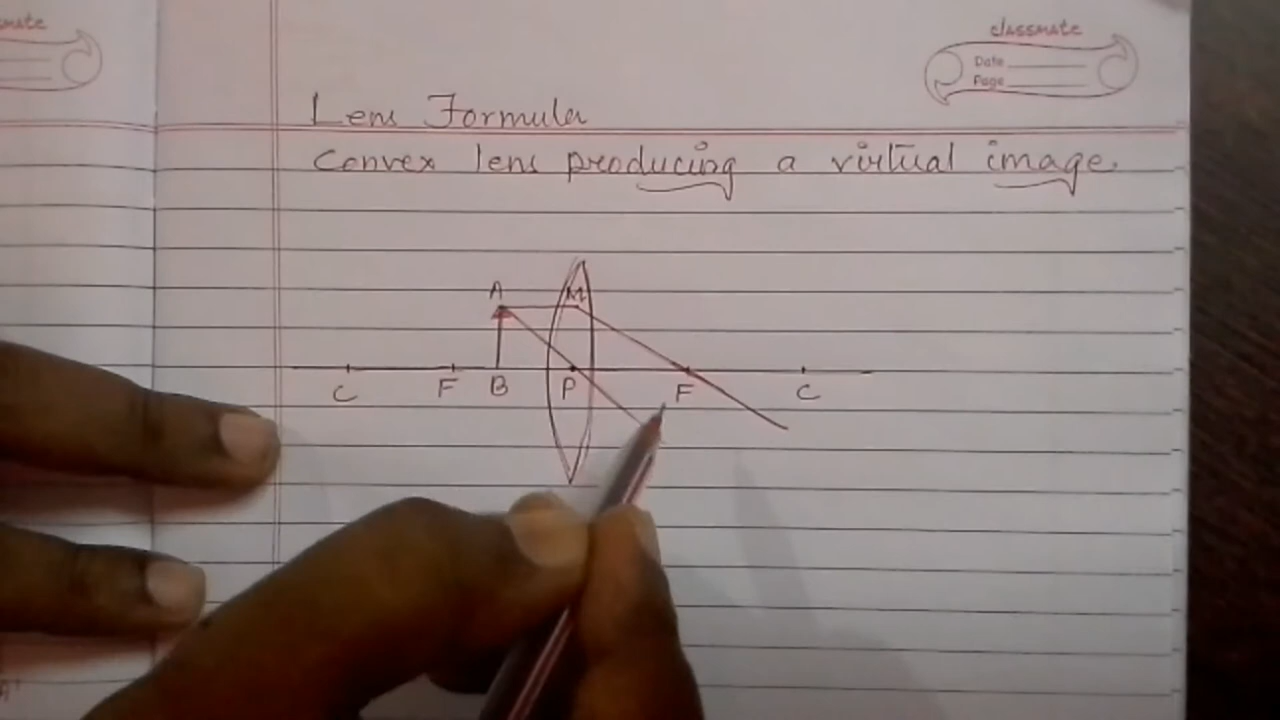 classmate
Date
Page
Lens Formula
Convex lens producing a virtual image.
A M
C F B P F C